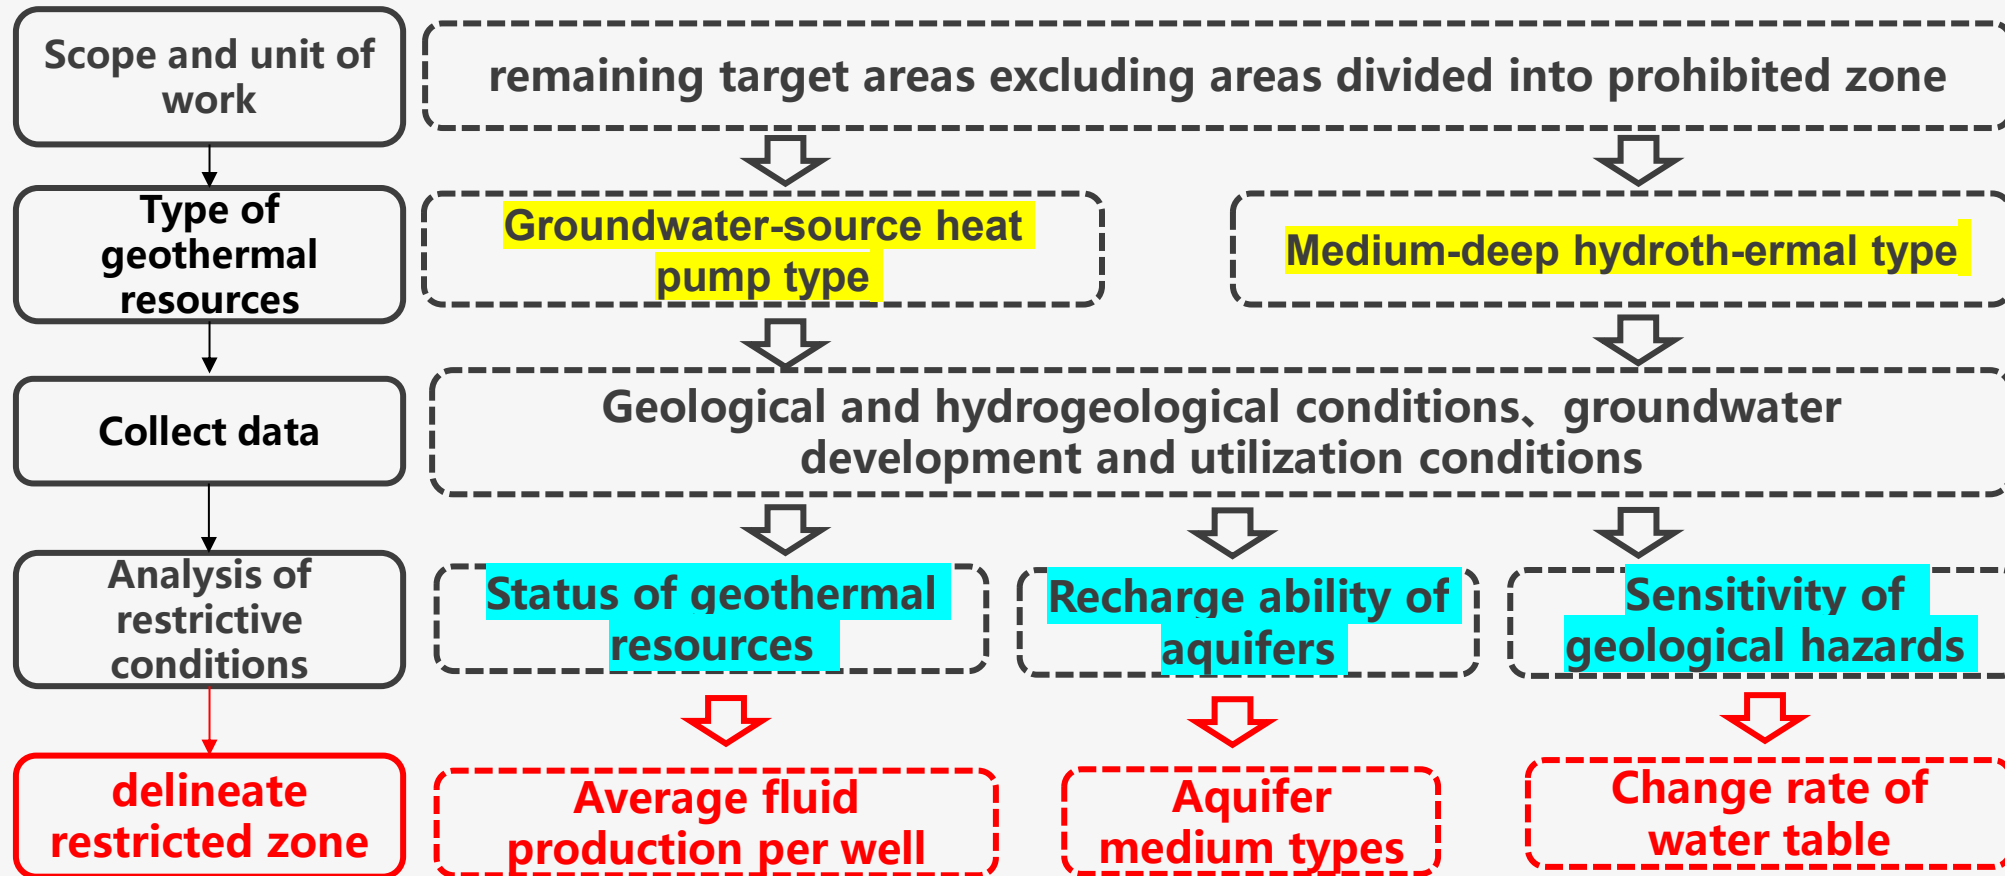 Scope and unit of
work
remaining target areas excluding areas divided into prohibited zone
Type of
geothermal
resources
Groundwater-source heat
pump type
Medium-deep hydroth-ermal type
Collect data
Geological and hydrogeological conditions、groundwater
development and utilization conditions
Analysis of
restrictive
conditions
Status of geothermal
resources
Recharge ability of
aquifers
Sensitivity of
geological hazards
delineate
restricted zone
Average fluid
production per well
Aquifer
medium types
Change rate of
water table